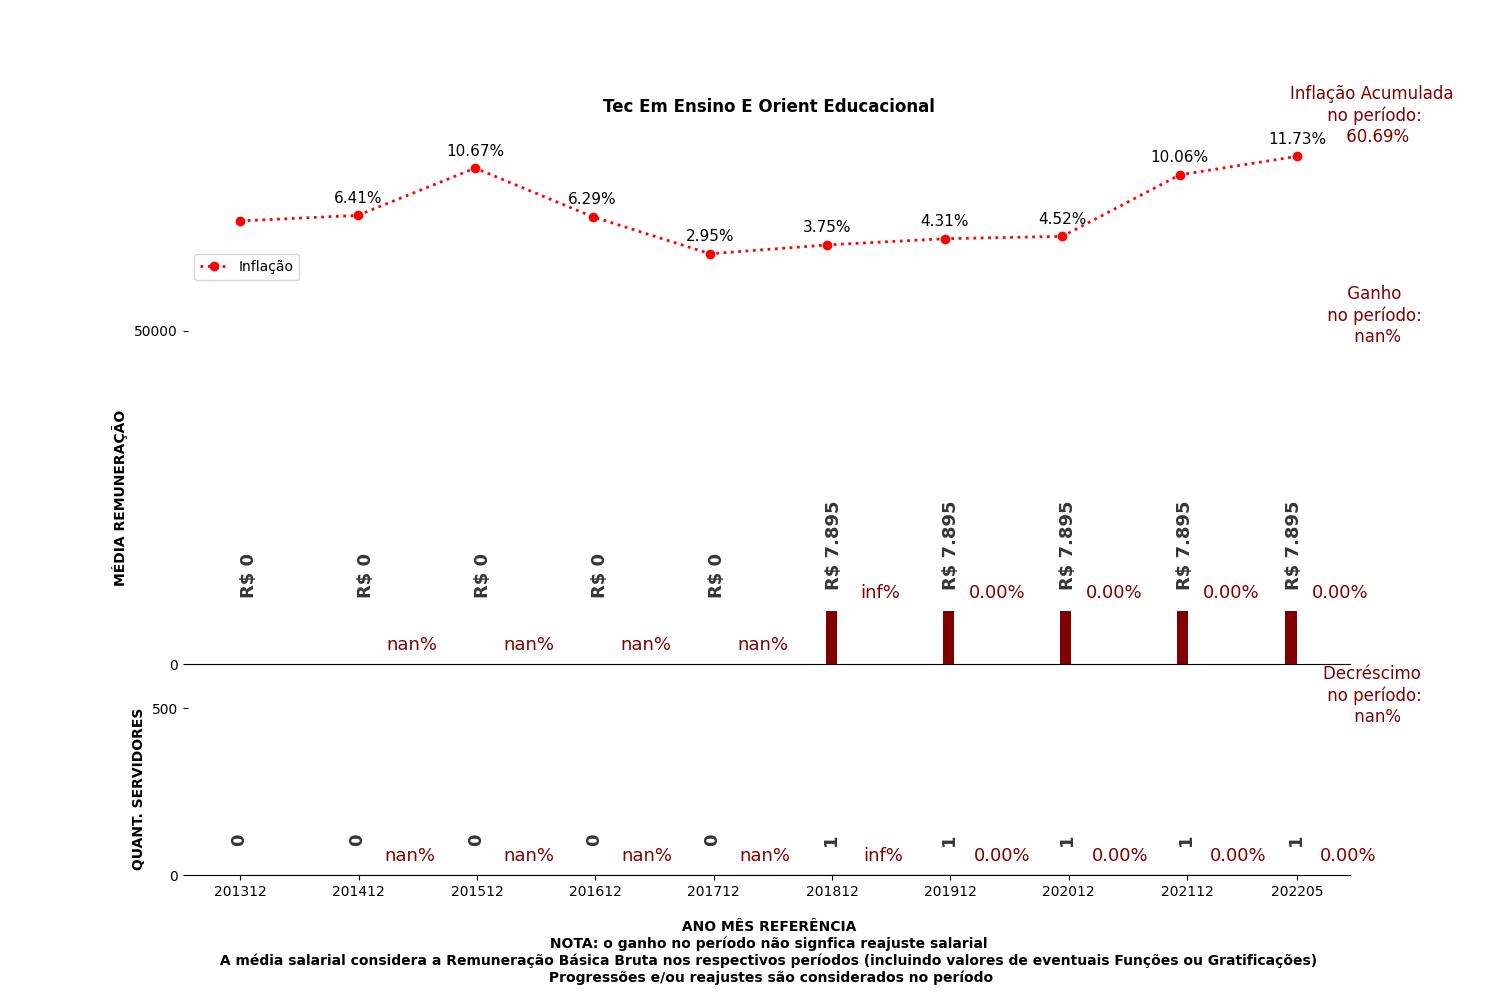 Tec Em Ensino E Orient Educacional
Inflação Acumulada
no período:
60.69%
6.41%
10.67%
6.29%
2.95%
3.75%
4.31%
4.52%
10.06%
11.73%
Inflação
Ganho
no período:
nan%
50000
0
MÉDIA REMUNERAÇÃO
R$ 0
R$ 0
R$ 0
R$ 0
R$ 0
R$ 7.895
R$ 7.895
R$ 7.895
R$ 7.895
R$ 7.895
nan%
nan%
nan%
nan%
inf%
0.00%
0.00%
0.00%
0.00%
Decréscimo
no período:
nan%
500
0
QUANT. SERVIDORES
0
0
0
0
0
1
1
1
1
1
nan%
nan%
nan%
nan%
inf%
0.00%
0.00%
0.00%
0.00%
201312
201412
201512
201612
201712
201812
201912
202012
202112
202205
ANO MÊS REFERÊNCIA
NOTA: o ganho no período não signfica reajuste salarial
A média salarial considera a Remuneração Básica Bruta nos respectivos períodos (incluindo valores de eventuais Funções ou Gratificações)
Progressões e/ou reajustes são considerados no período